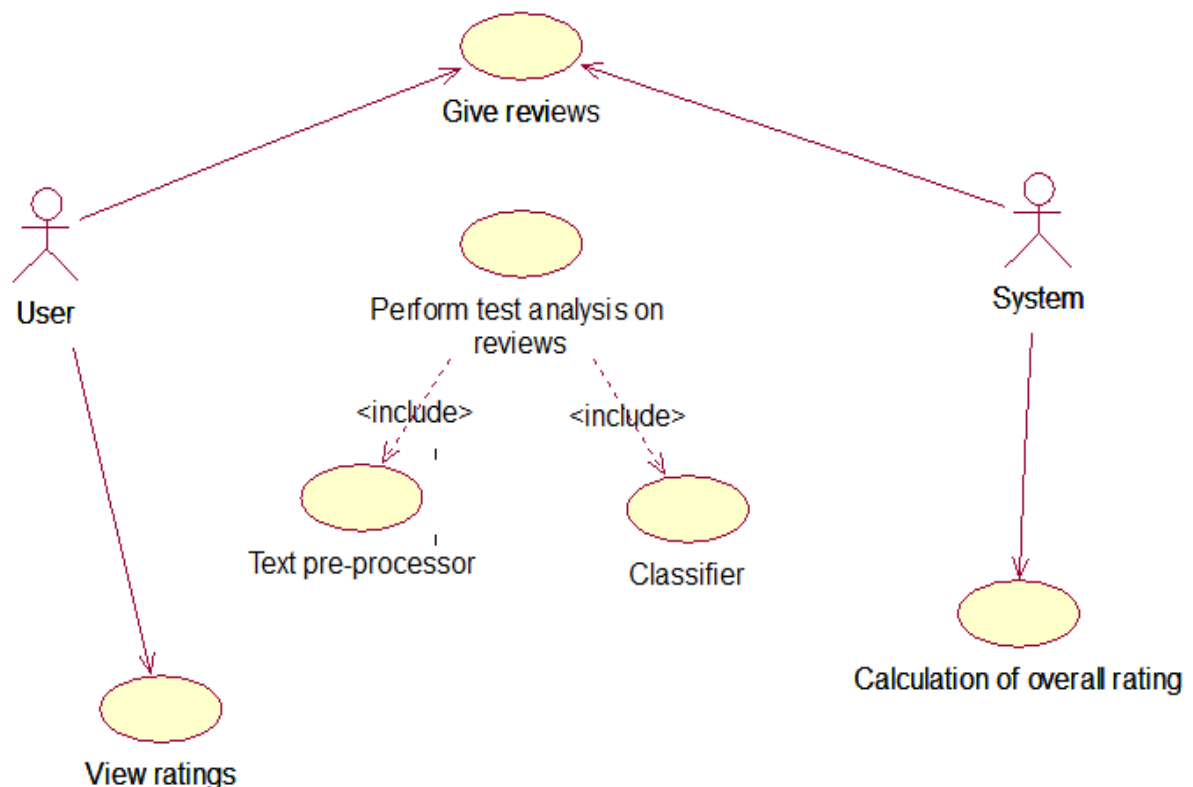 Give reviews
User
System
Perform test analysis on
reviews
<include>
<include>
Text pre-processor
Classifier
Calculation of overall rating
View ratings